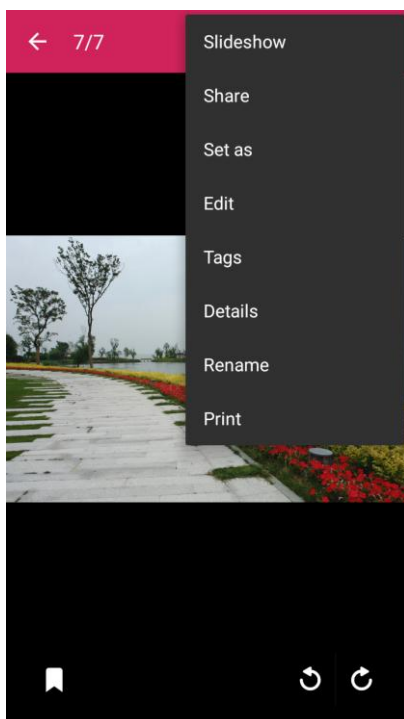 7/7
Slideshow
Share
Set as
Edit
Tags
Details
Rename
Print